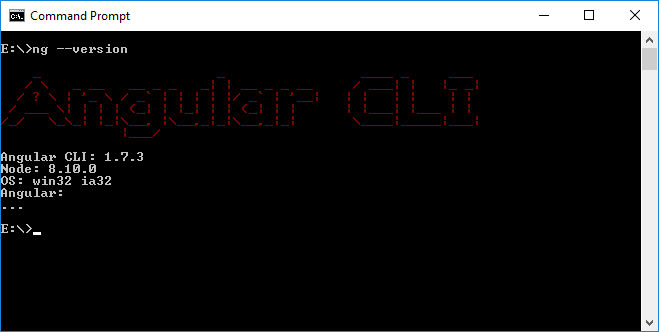 Command Prompt
E:\>ng --version
Angular CLI
Angular CLI: 1.7.3
Node: 8.10.0
OS: win32 ia32
Angular:
...
E:\>